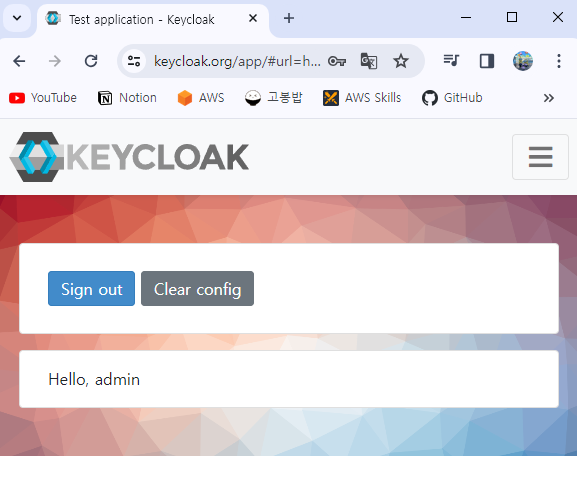 Test application - Keycloak
keycloak.org/app/#url=h...
YouTube
Notion
AWS
고봉밥
AWS Skills
GitHub
KEYCLOAK
Sign out
Clear config
Hello, admin